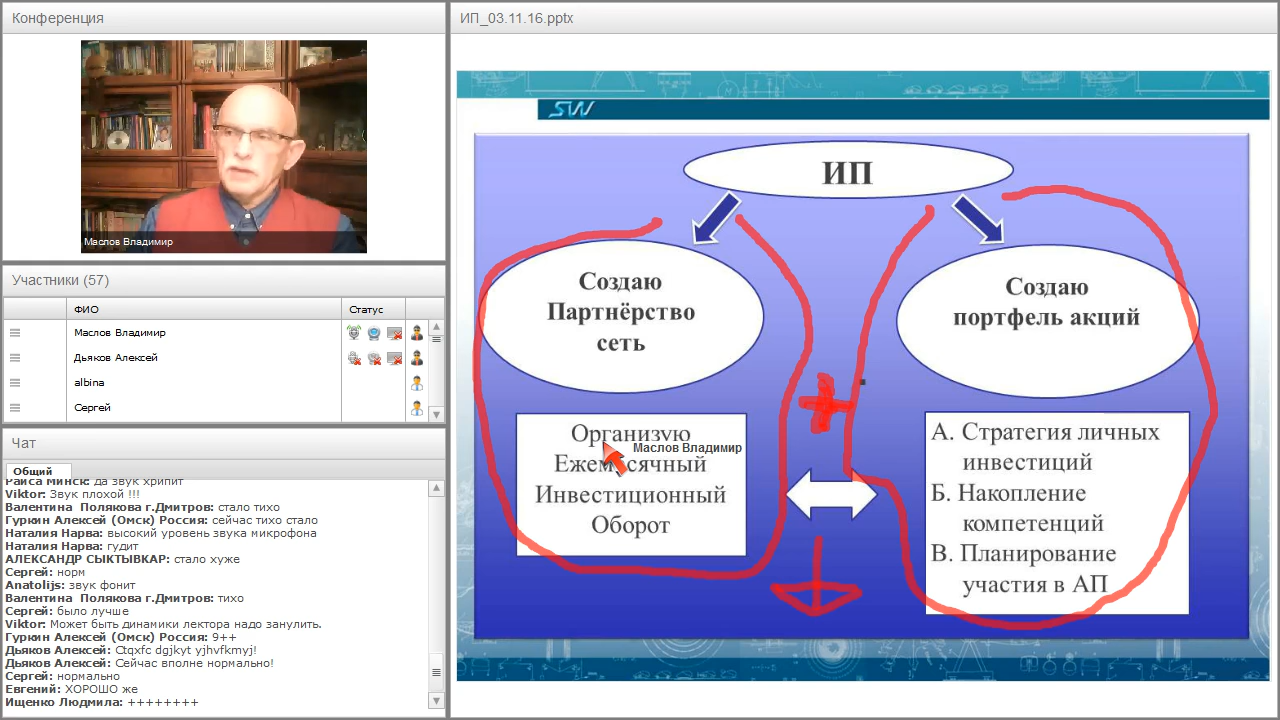 Конференция
Маслов Владимир
Участники (57)
ФИО
Статус
Маслов Владимир
Дьяков Алексей
albina
Сергей
Чат
Общий
Раиса Минск: да звук хрипит
Viktor: Звук плохой !!!
Валентина Полякова г.Дмитров: стало тихо
Гуркин Алексей (Омск) Россия: сейчас тихо стало
Наталия Нарва: высокий уровень звука микрофона
Наталия Нарва: гудит
АЛЕКСАНДР СЫКТЫВКАР: стало хуже
Сергей: норм
Anatolijs: звук фонит
Валентина Полякова г.Дмитров: тихо
Сергей: было лучше
Viktor: Может быть динамики лектора надо занулить.
Гуркин Алексей (Омск) Россия: 9++
Дьяков Алексей: Ctqxfc dgjkyt yjhvfkmyj!
Дьяков Алексей: Сейчас вполне нормально!
Сергей: нормально
Евгений: ХОРОШО же
Ищенко Людмила: ++++++++
ИП_03.11.16.pptx
SW
ИП
Создаю
Партнёрство
сеть
Создаю
портфель акций
Организую
Маслов Владимир
Ежемесячный
Инвестиционный
Оборот
А. Стратегия личных
инвестиций
Б. Накопление
компетенций
В. Планирование
участия в АП